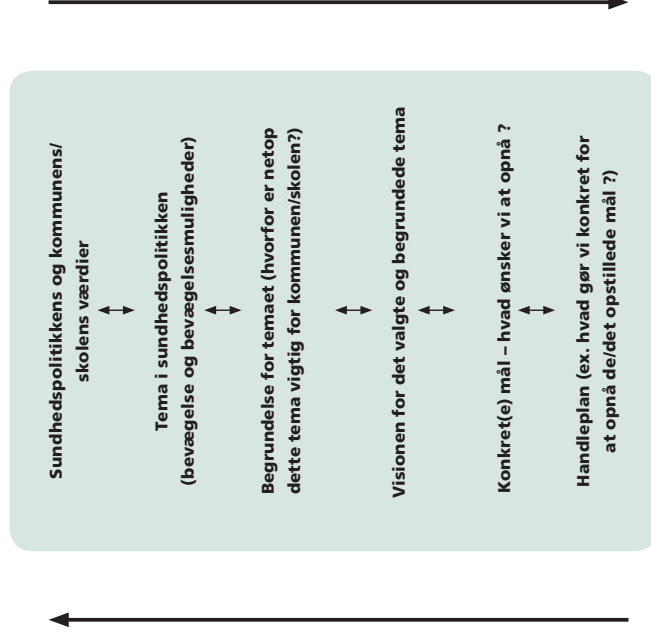 Sundhedspolitikkens og kommunens/
skolens værdier
Tema i sundhedspolitikken
(bevægelse og bevægelsesmuligheder)
Begrundelse for temaet (hvorfor er netop
dette tema vigtig for kommunen/skolen?)
Visionen for det valgte og begrundede tema
Konkret(e) mål – hvad ønsker vi at opnå ?
Handleplan (ex. hvad gør vi konkret for
at opnå de/det opstillede mål ?)